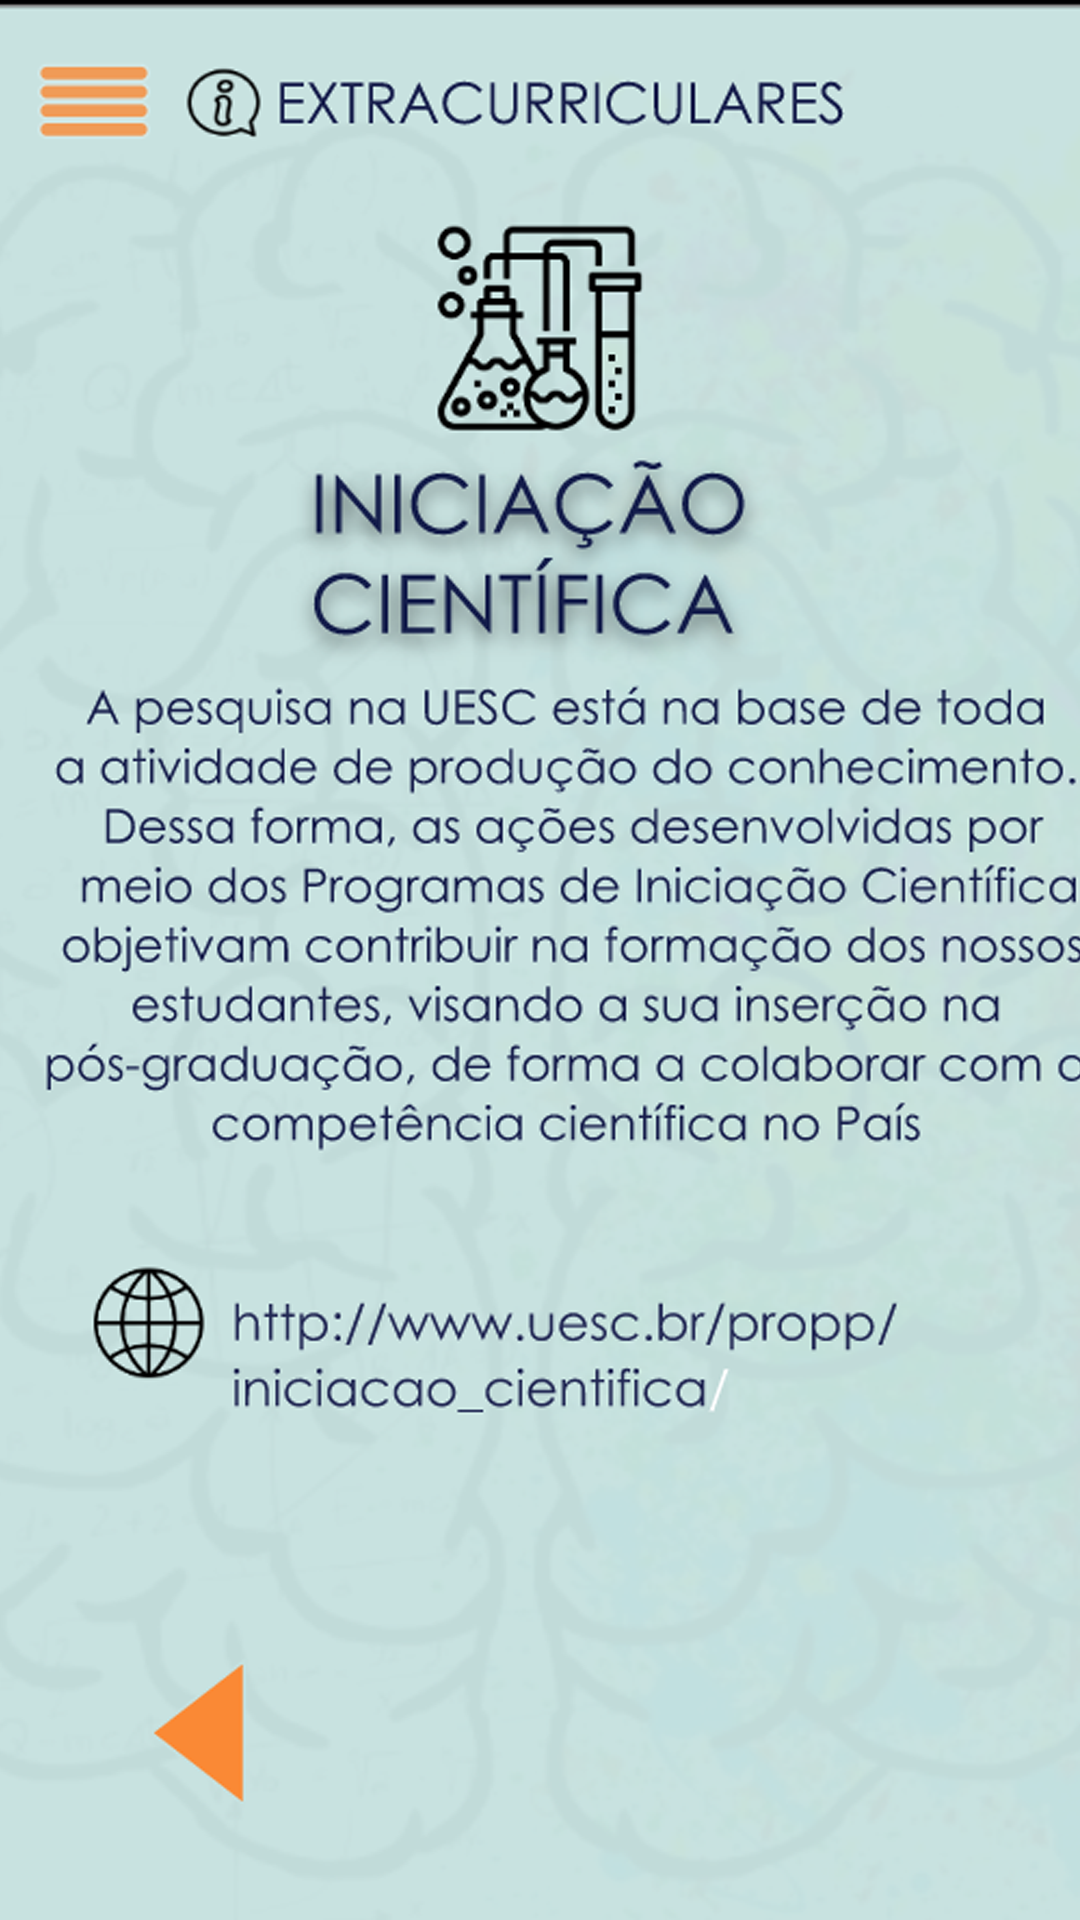 EXTRACURRICULARES
INICIAÇÃO
CIENTÍFICA
A pesquisa na UESC está na base de toda
a atividade de produção do conhecimento.
Dessa forma, as ações desenvolvidas por
meio dos Programas de Iniciação Científica
objetivam contribuir na formação dos nossos
estudantes, visando a sua inserção na
pós-graduação, de forma a colaborar com a
competência científica no País
http://www.uesc.br/propp/
iniciacao_cientifica/